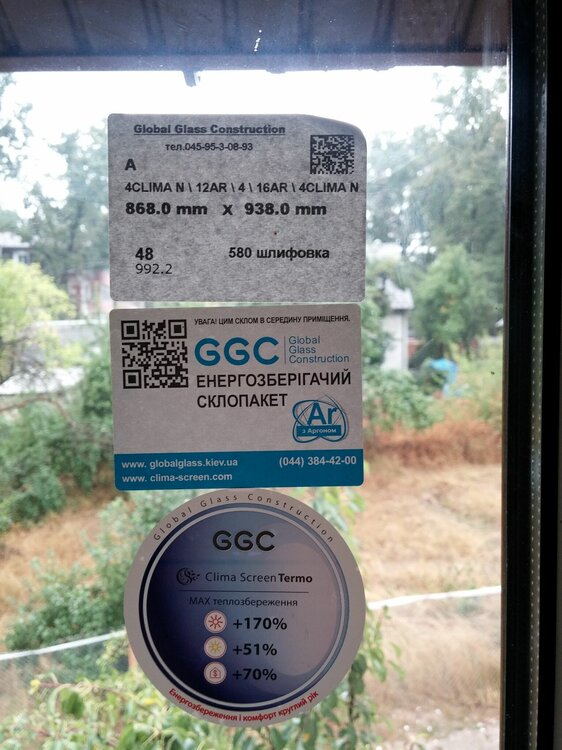 Global Glass Construction
тел.045-95-3-08-93
A
4CLIMA N \ 12AR \ 4 \ 16AR \ 4CLIMA N
868.0 mm x 938.0 mm
48
580 шлифовка
992.2
УВАГА! ЦИМ СКЛОМ В СЕРЕДИНУ ПРИМІЩЕННЯ.
GGC
Global
Glass
Construction
ЕНЕРГОЗБЕРІГАЧИЙ
СКЛОПАКЕТ
Ar
з Аргоном
www. globalglass.kiev.ua
(044) 384-42-00
www. clima-screen.com
Global Glass Construction
GGC
Clima Screen Termo
MAX теплозбереження
+170%
+51%
$ +70%
Енергозбереження і комфорт круглий рік